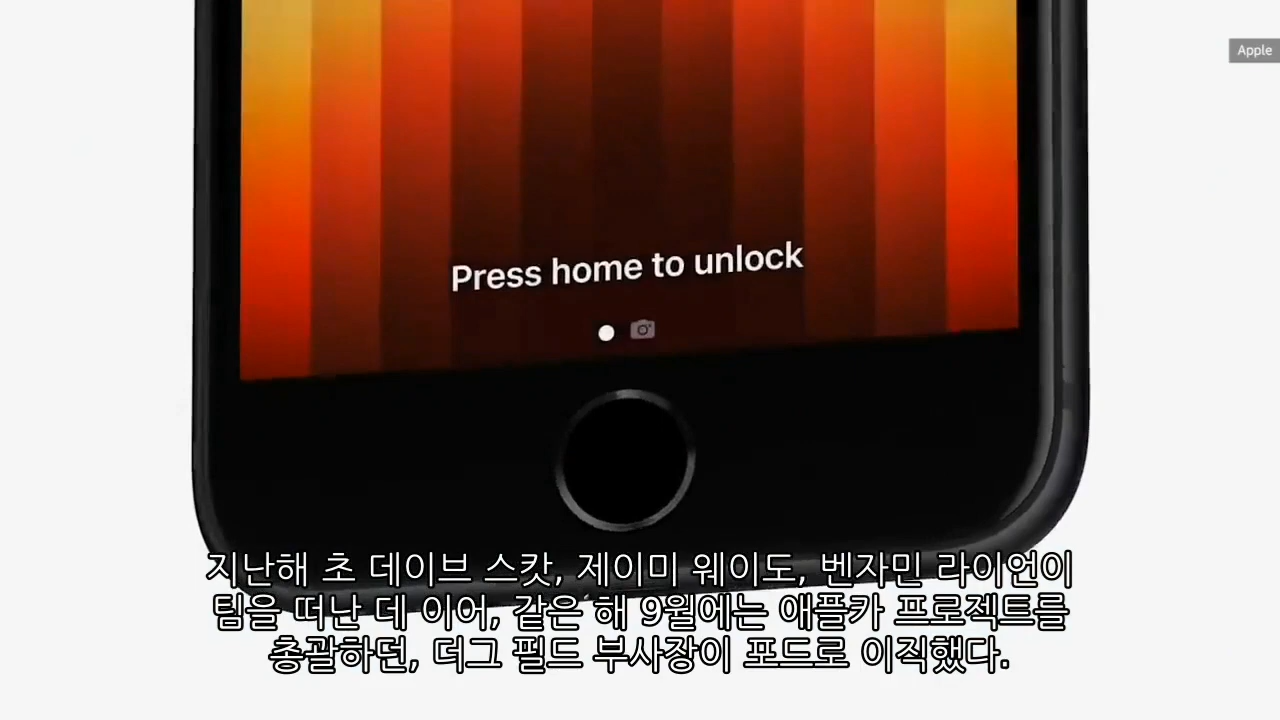 Apple
Press home to unlock
지난해 초 데이브 스캇, 제이미 웨이도, 벤자민 라이언이
팀을 떠난 데 이어, 같은 해 9월에는 애플카 프로젝트를
총괄하던, 더그 필드 부사장이 포드로 이직했다.